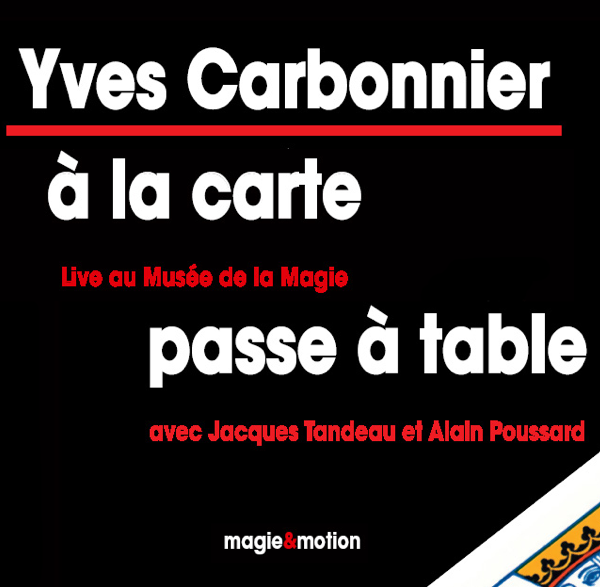 Yves Carbonnier
à la carte
Live au Musée de la Magie
passe à table
avec Jacques Tandeau et Alain Poussard
magie&motion